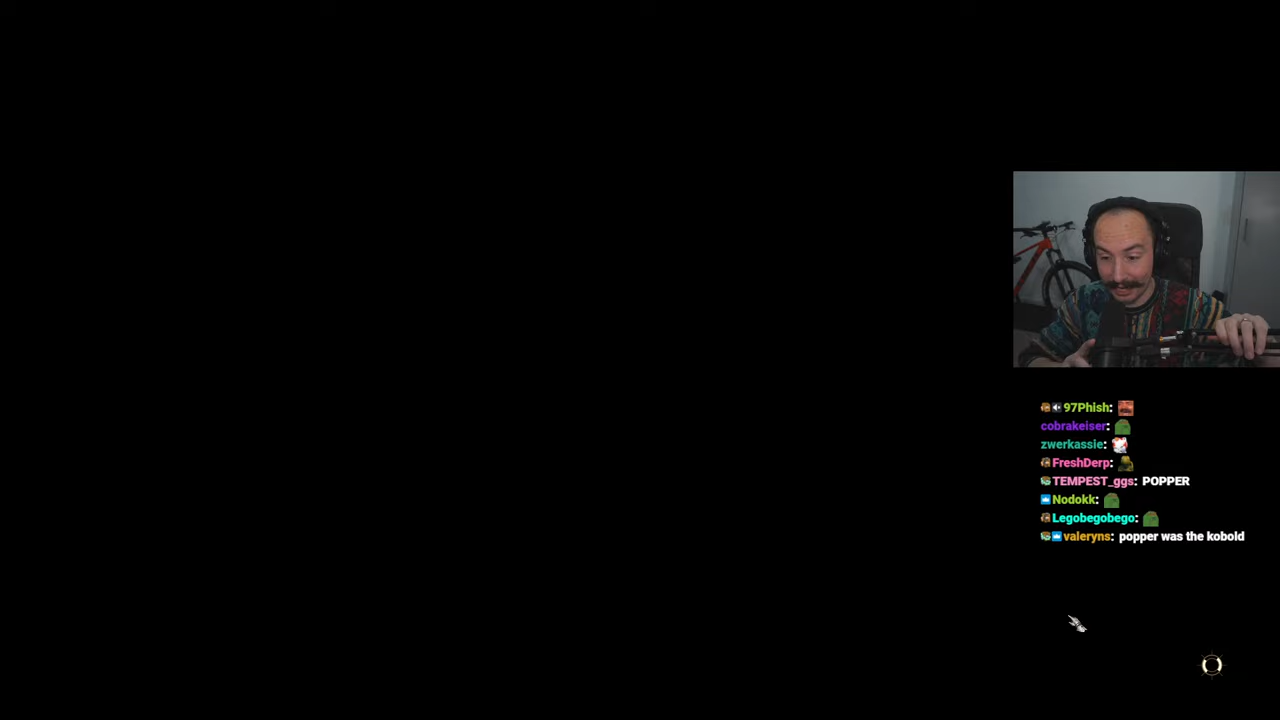 97Phish:
cobrakeiser:
zwerkassie:
FreshDerp:
TEMPEST_ggs: POPPER
Nodokk:
Legobegobego:
valeryns: popper was the kobold